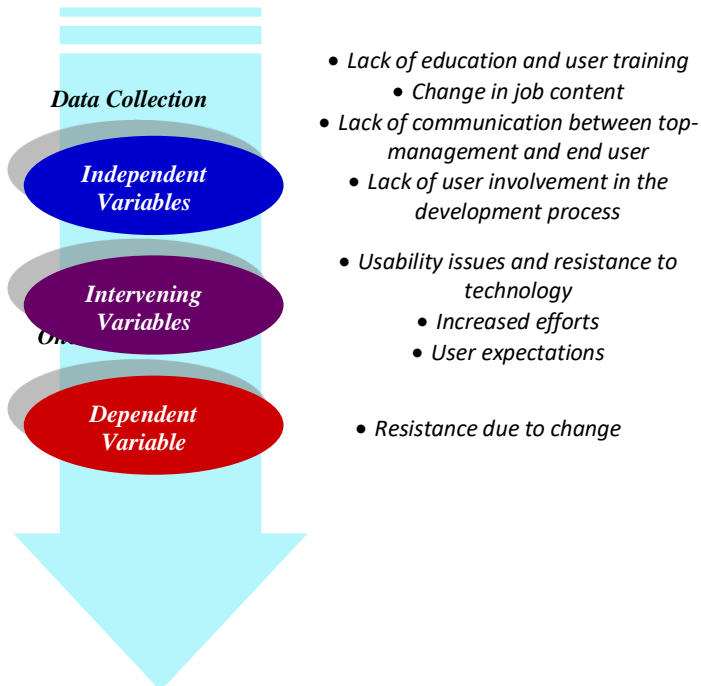 Data Collection
Independent
Variables
Intervening
Variables
Dependent
Variable
• Lack of education and user training
• Change in job content
• Lack of communication between top-
management and end user
• Lack of user involvement in the
development process
• Usability issues and resistance to
technology
• Increased efforts
• User expectations
• Resistance due to change